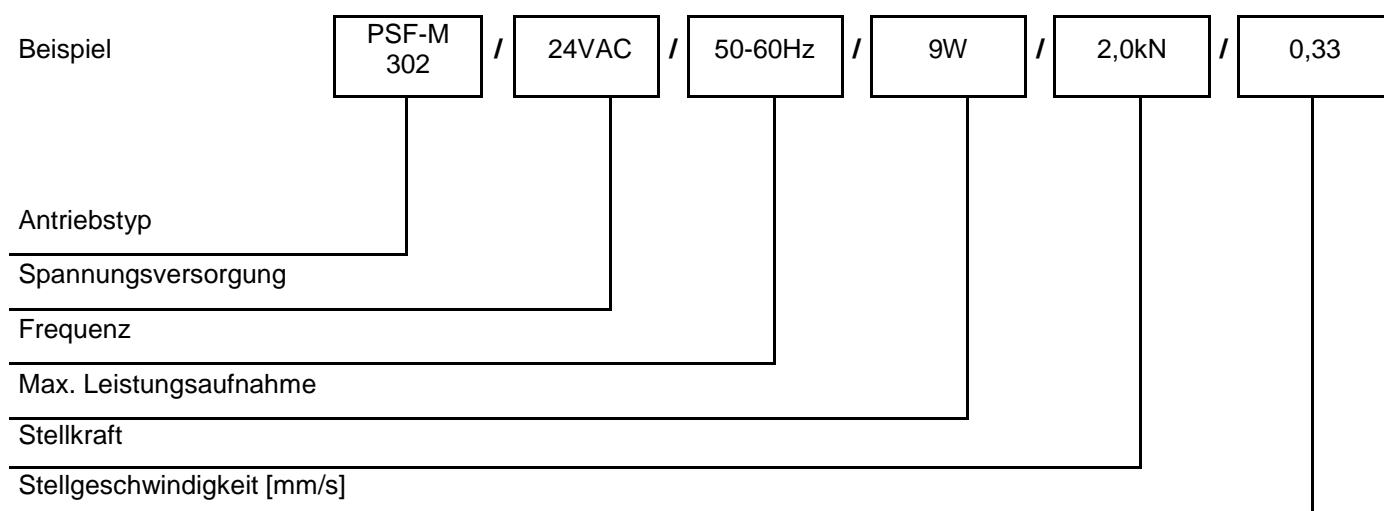 Beispiel PSF-M 302 / 24VAC / 50-60Hz / 9W / 2,0kN / 0,33
Antriebstyp
Spannungsversorgung
Frequenz
Max. Leistungsaufnahme
Stellkraft
Stellgeschwindigkeit [mm/s]